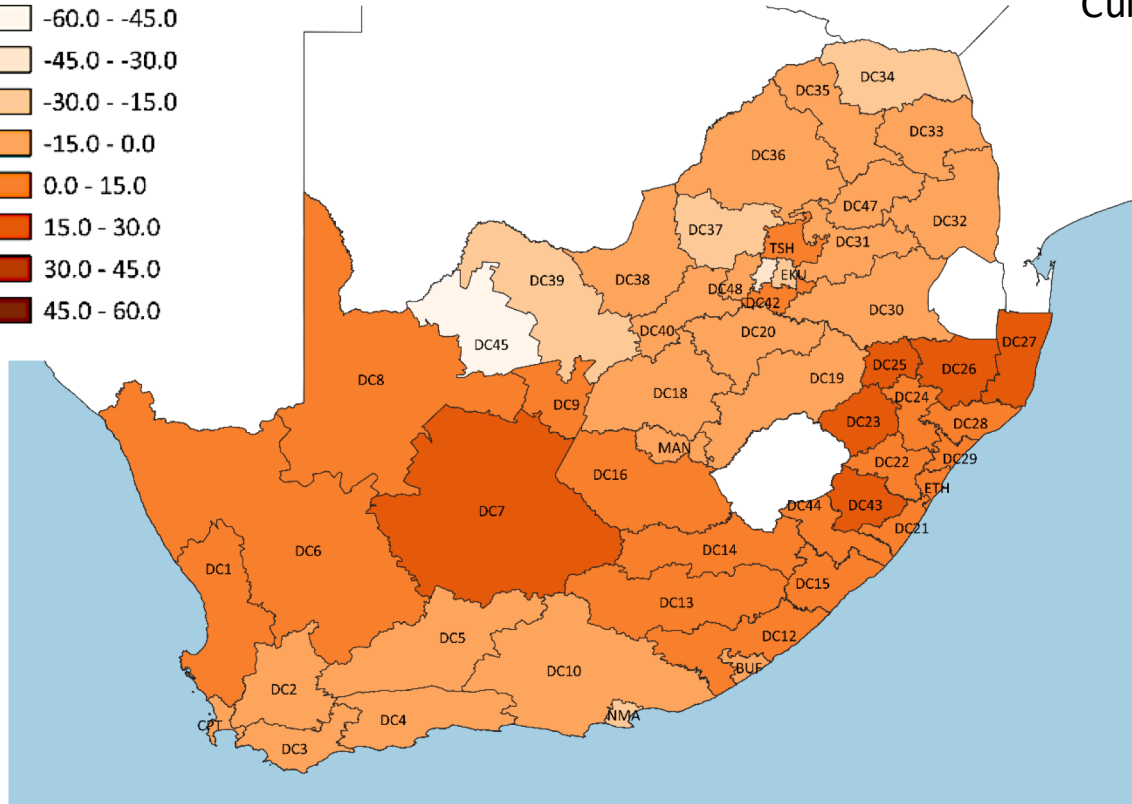 Cur
-60.0 - -45.0
-45.0 - -30.0
-30.0 - -15.0
-15.0 - 0.0
0.0 - 15.0
15.0 - 30.0
30.0 - 45.0
45.0 - 60.0
DC34
DC35
DC33
DC36
DC47
DC32
DC37
TSH
DC31
DC39
DC38
EKU
DC48
DC42
DC30
DC40
DC20
DC45
DC27
DC25
DC26
DC8
DC19
DC18
DC24
DC9
DC23
DC28
MAN
DC29
DC22
DC16
ETH
DC44
DC43
DC7
DC21
DC6
DC14
DC1
DC15
DC13
DC5
DC12
DC10
BUF
DC2
NMA
DC4
CPT
DC3